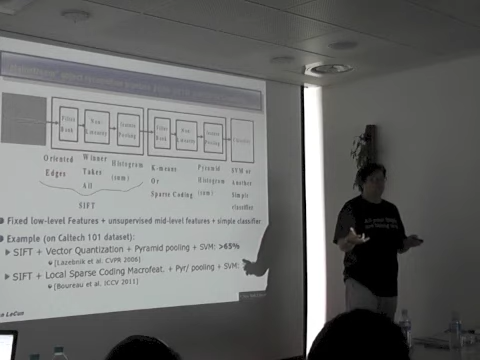 Filter
Bank
Non-
Linearity
feature
Pooling
Filter
Bank
Non-
Linearity
feature
Pooling
Classifier
Oriented
Edges
Winner
Takes
All
Histogram
(sum)
SIFT
K-means
Or
Sparse Coding
Pyramid
Histogram
(sum)
SVM or
Another
Simple
classifier
Fixed low-level Features + unsupervised mid-level features + simple classifier
Example (on Caltech 101 dataset):
SIFT + Vector Quantization + Pyramid pooling + SVM: >65%
[Lazebnik et al. CVPR 2006]
SIFT + Local Sparse Coding Macrofeat. + Pyr/ pooling + SVM:
[Boureau et al. ICCV 2011]
LeCun